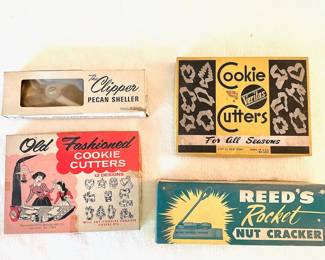 The
Clipper
PECAN SHELLER
Cookie
Veritas
Cutters
For All Seasons
Old Fashioned
COOKIE
CUTTERS
12 DESIGNS
REED'S
Rocket
NUT CRACKER